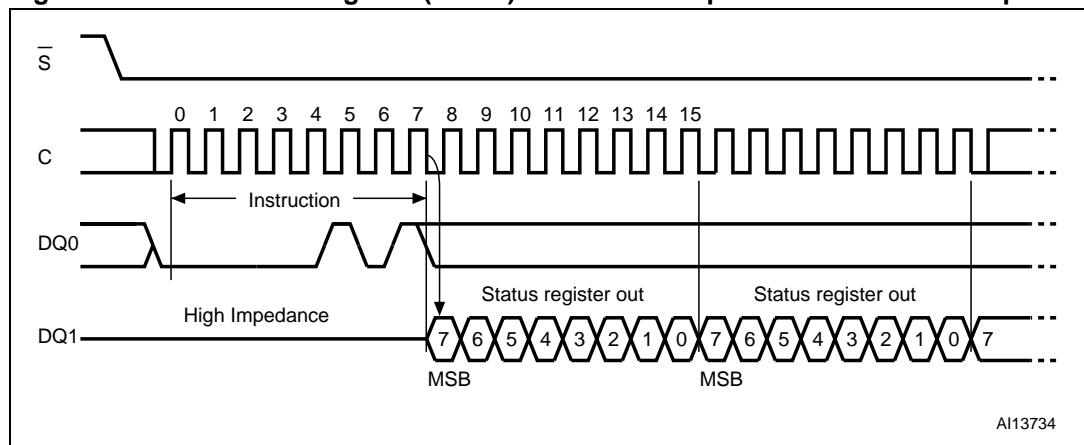 S
0 1 2 3 4 5 6 7 8 9 10 11 12 13 14 15
C
Instruction
DQ0
Status register out Status register out
High Impedance
DQ1 7 6 5 4 3 2 1 0 7 6 5 4 3 2 1 0 7
MSB MSB
AI13734